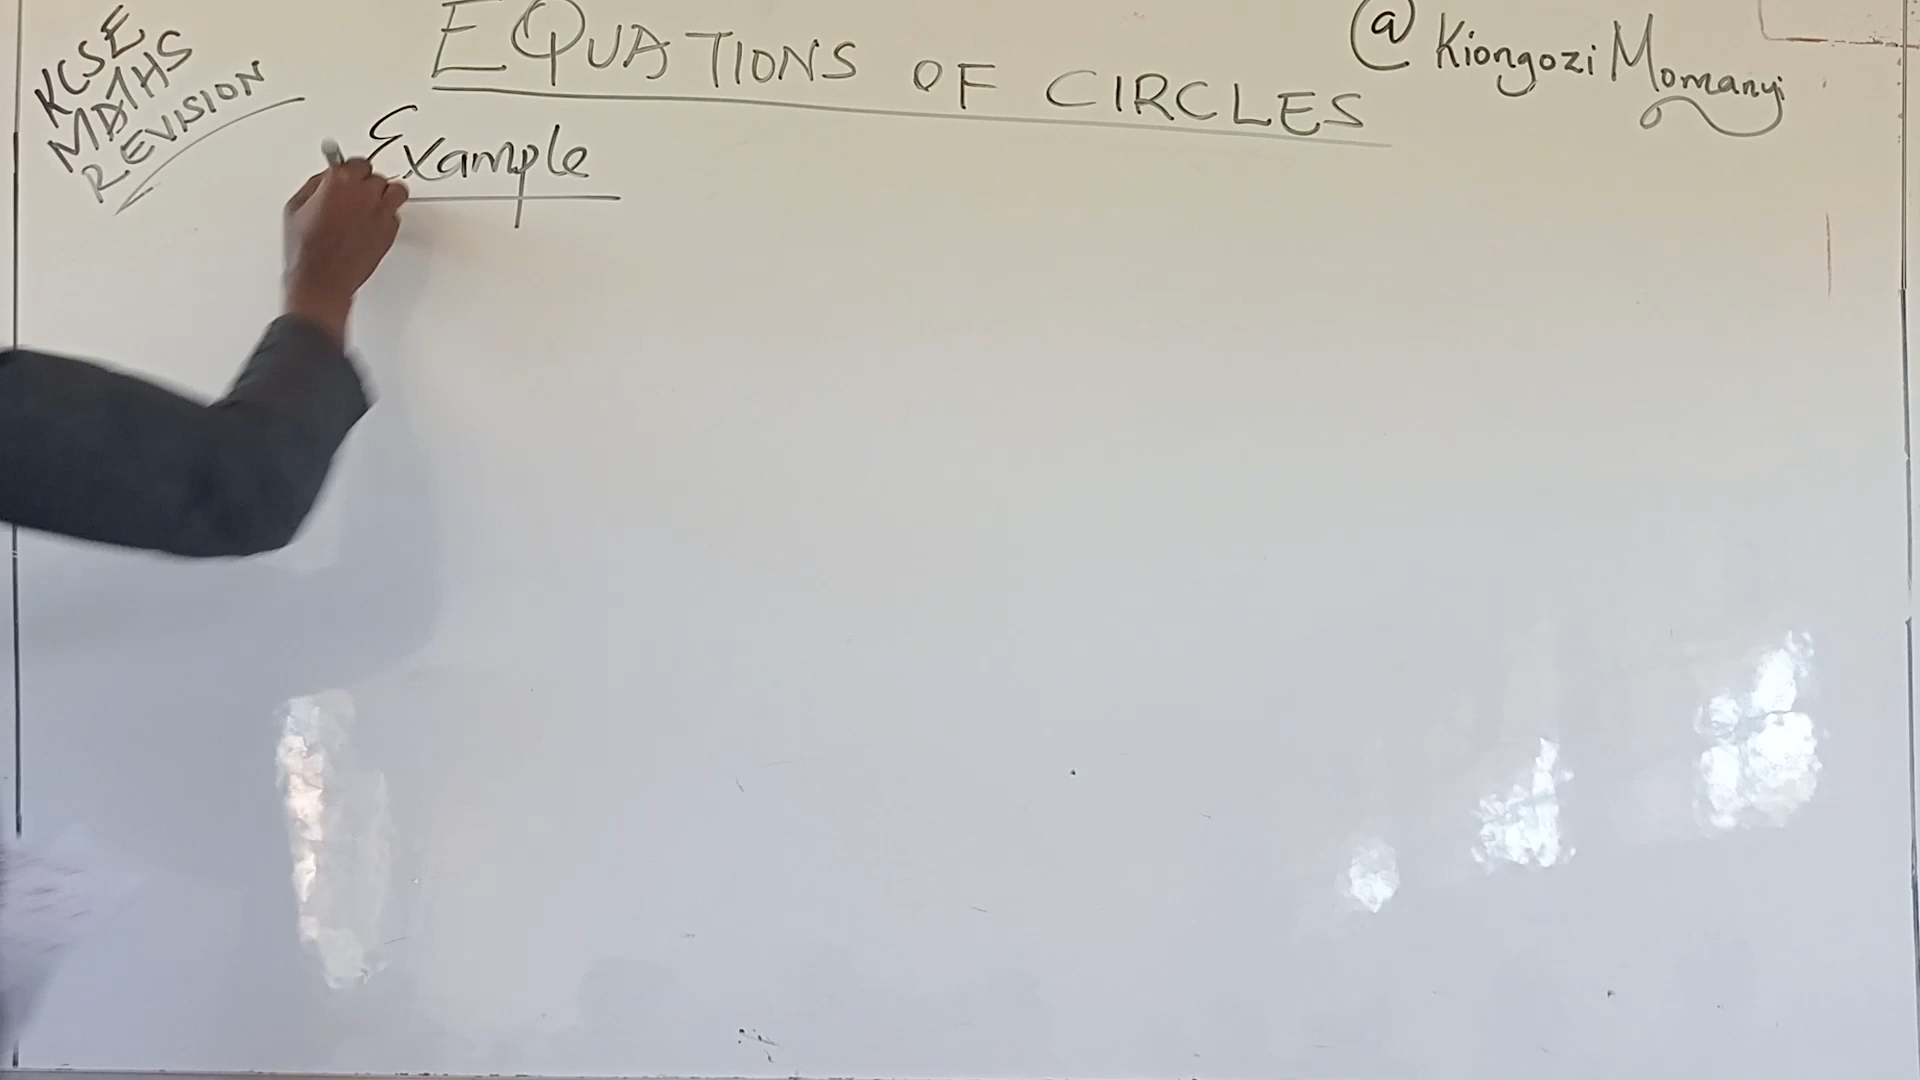 KCSE
MATHS
REVISION
EQUATIONS OF CIRCLES
@Kiongozi Momanyi
Example